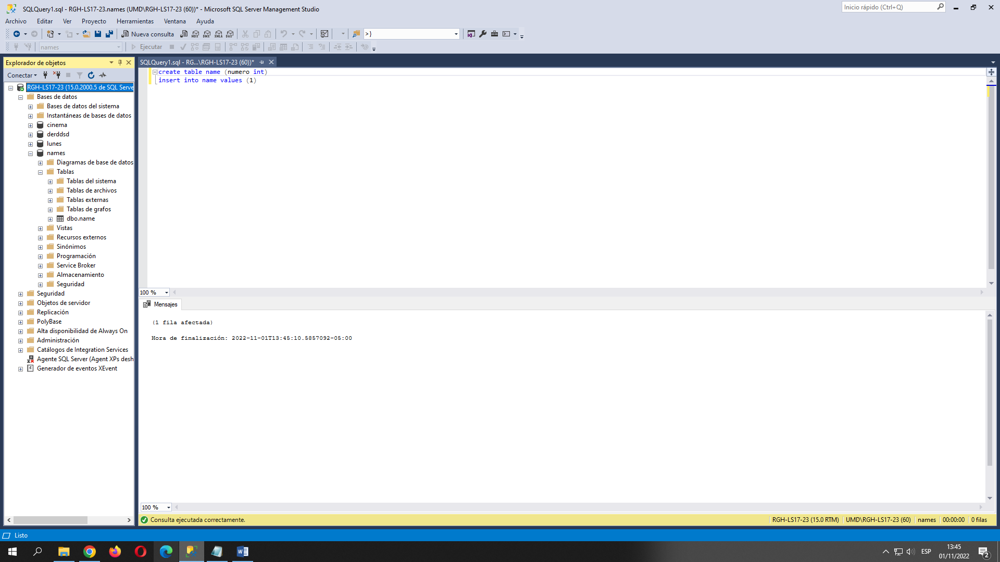 SQLQuery1.sql - RGH-LS17-23.names (UMD\RGH-LS17-23 (60))* - Microsoft SQL Server Management Studio
Inicio rápido (Ctrl+Q)
Archivo Editar Ver Proyecto Herramientas Ventana Ayuda
Nueva consulta MDX DMX XMLA DAX >}
names Ejecutar
Explorador de objetos
SQLQuery1.sql - RG...\RGH-LS17-23 (60))*
Conectar
create table name (numero int)
insert into name values (1)
RGH-LS17-23 (15.0.2000.5 de SQL Serve
Bases de datos
Bases de datos del sistema
Instantáneas de bases de datos
cinema
derddsd
lunes
names
Diagramas de base de datos
Tablas
Tablas del sistema
Tablas de archivos
Tablas externas
Tablas de grafos
dbo.name
Vistas
Recursos externos
Sinónimos
Programación
Service Broker
Almacenamiento
Seguridad
Seguridad
Objetos de servidor
Replicación
PolyBase
Alta disponibilidad de Always On
Administración
Catálogos de Integration Services
Agente SQL Server (Agent XPs desh
Generador de eventos XEvent
100 %
Mensajes
(1 fila afectada)
Hora de finalización: 2022-11-01T13:45:10.5857092-05:00
100 %
Consulta ejecutada correctamente.
RGH-LS17-23 (15.0 RTM) UMD\RGH-LS17-23 (60) names 00:00:00 0 filas
Listo
ESP
13:45
01/11/2022
2